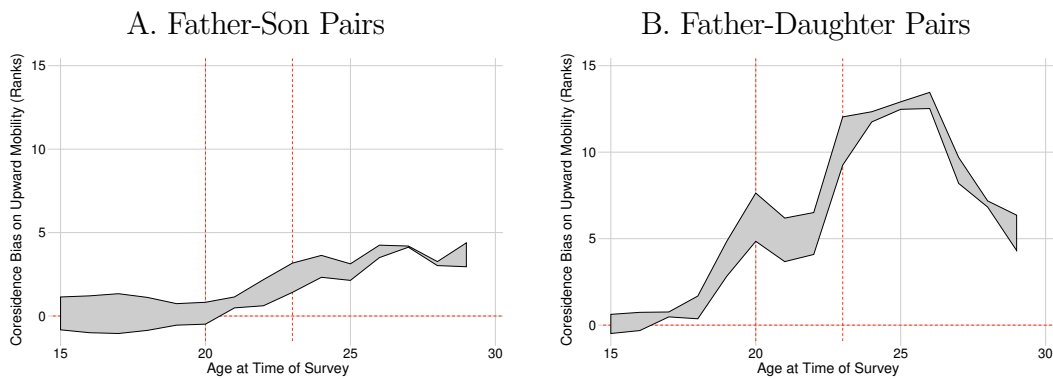 A. Father-Son Pairs
Coresidence Bias on Upward Mobility (Ranks)
15
10
5
0
15
20
25
30
Age at Time of Survey
B. Father-Daughter Pairs
Coresidence Bias on Upward Mobility (Ranks)
15
10
5
0
15
20
25
30
Age at Time of Survey